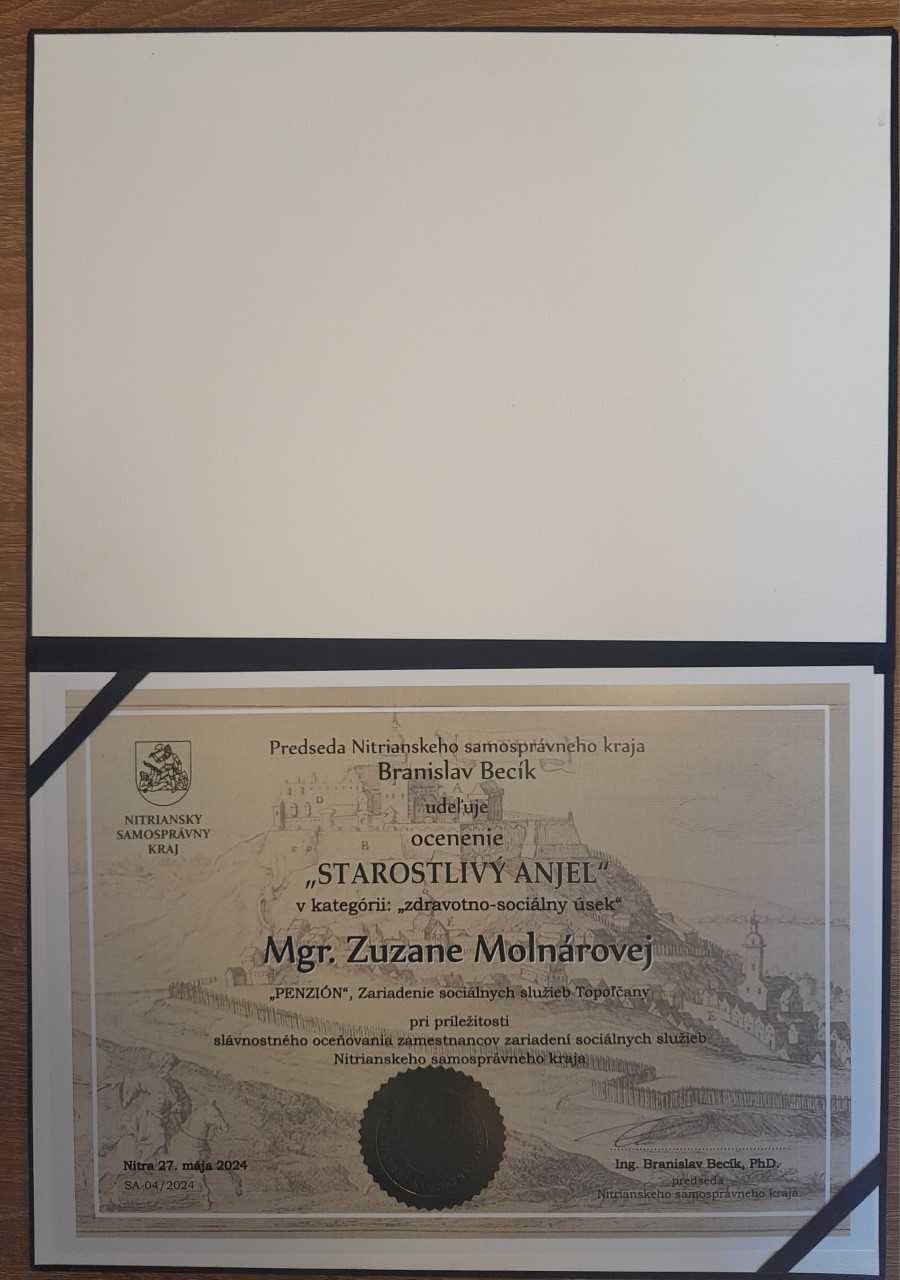 NITRIANSKY
SAMOSPRÁVNY
KRAJ
Predseda Nitrianskeho samosprávneho kraja
Branislav Becík
udeľuje
ocenenie
„STAROSTLIVÝ ANJEL“
v kategórii: „zdravotno-sociálny úsek“
Mgr. Zuzane Molnárovej
„PENZIÓN“, Zariadenie sociálnych služieb Topoľčany
pri príležitosti
slávnostného oceňovania zamestnancov zariadení sociálnych služieb
Nitrianskeho samosprávneho kraja
Nitra 27. mája 2024
SA-04/2024
Ing. Branislav Becík, PhD.
predseda
Nitrianskeho samosprávneho kraja